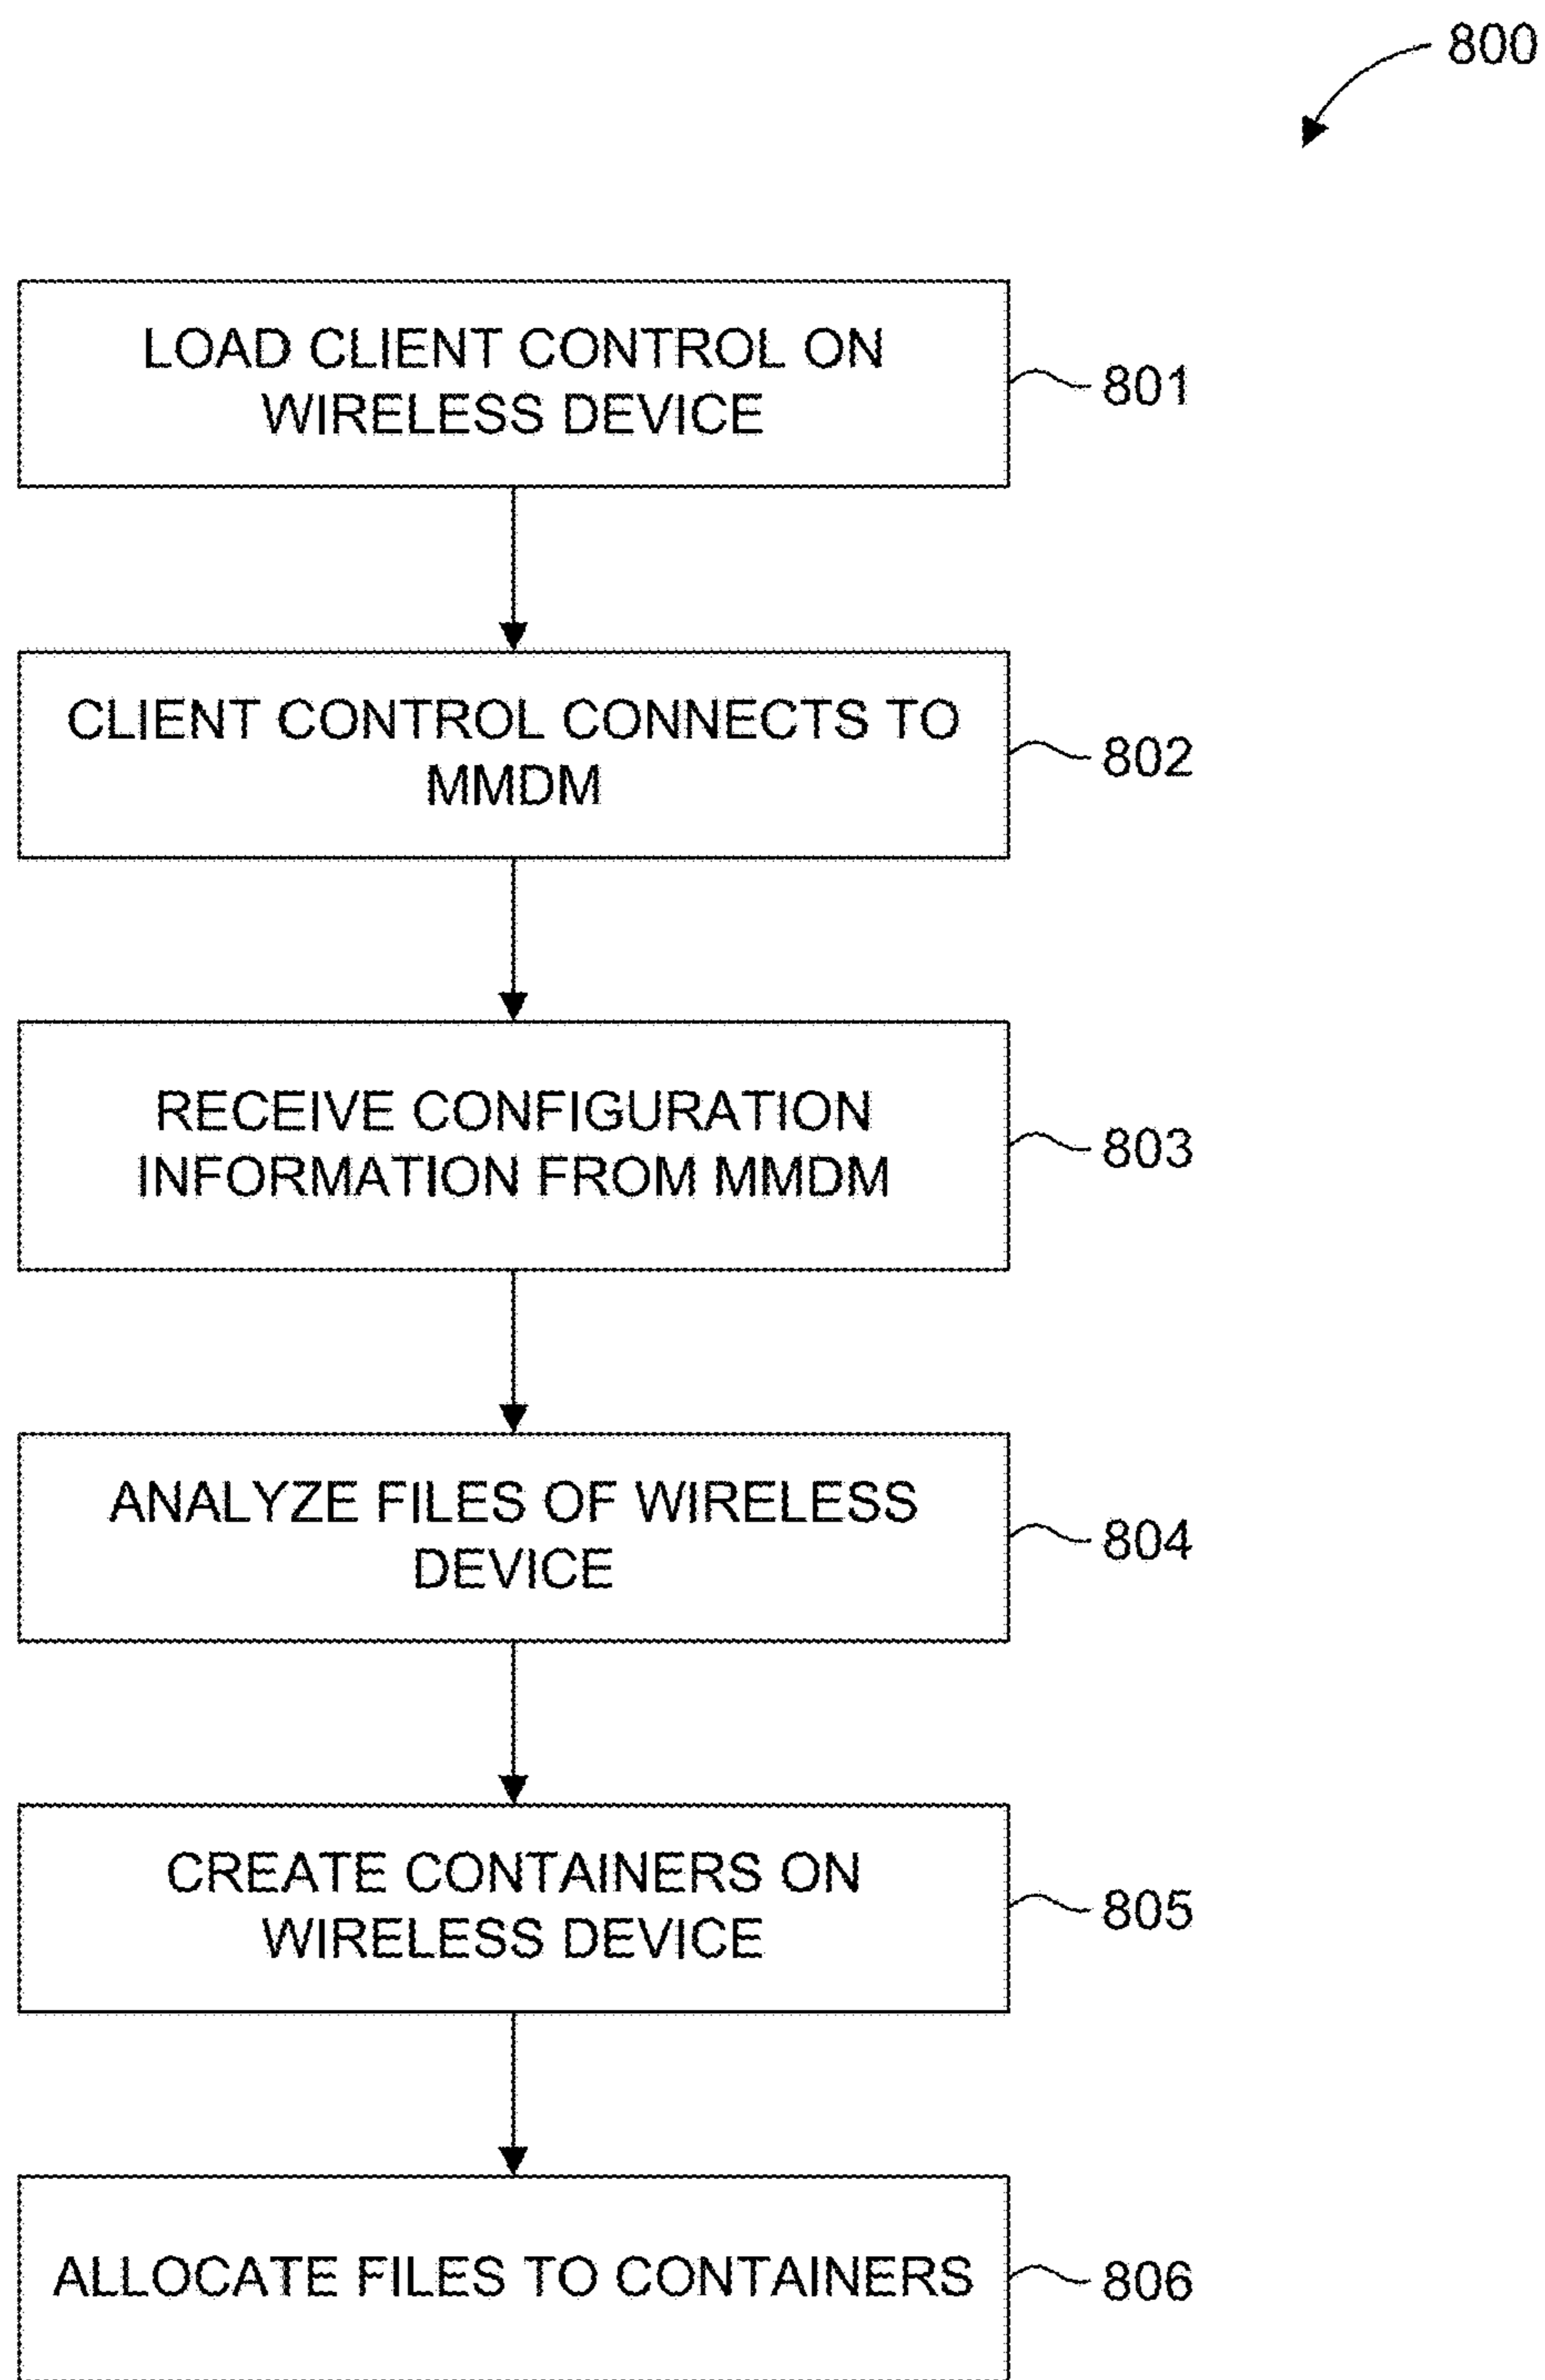 800
LOAD CLIENT CONTROL ON
WIRELESS DEVICE
801
CLIENT CONTROL CONNECTS TO
MMDM
802
RECEIVE CONFIGURATION
INFORMATION FROM MMDM
803
ANALYZE FILES OF WIRELESS
DEVICE
804
CREATE CONTAINERS ON
WIRELESS DEVICE
805
ALLOCATE FILES TO CONTAINERS
806